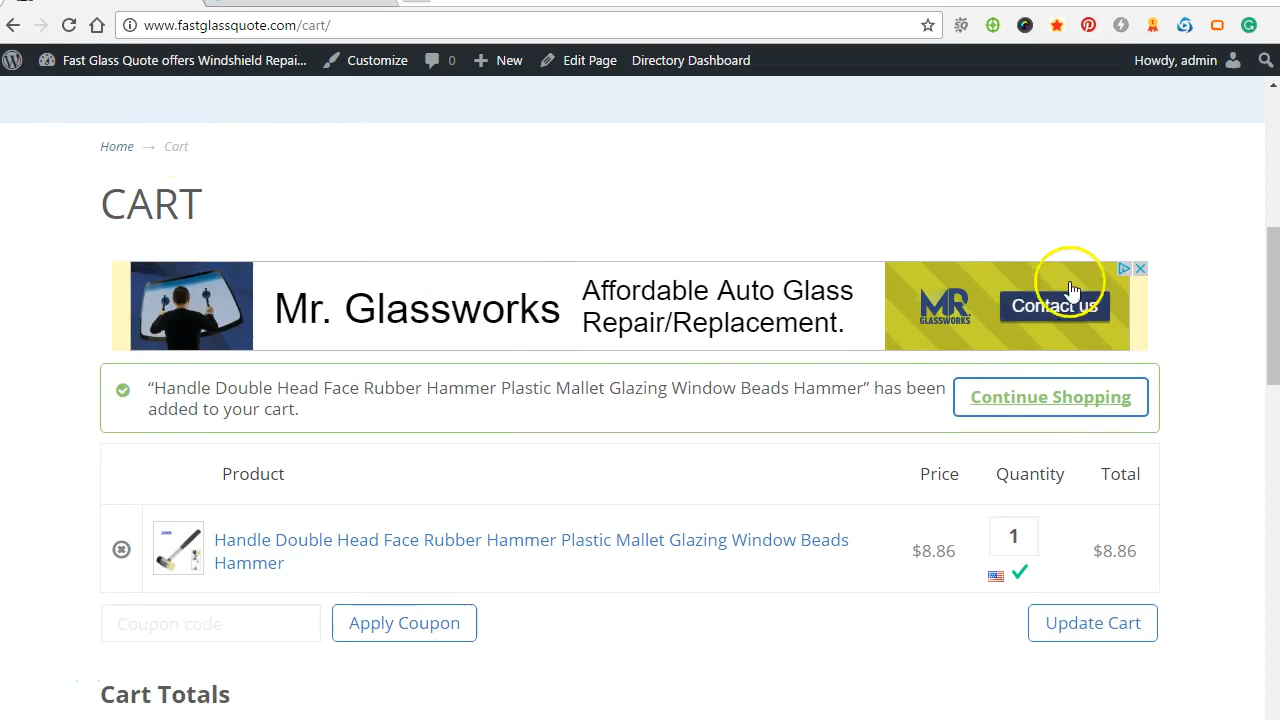 www.fastglassquote.com/cart/
Fast Glass Quote offers Windshield Repai... Customize 0 New Edit Page Directory Dashboard Howdy, admin
Home → Cart
CART
Mr. Glassworks
Affordable Auto Glass
Repair/Replacement.
MR.
GLASSWORKS
Contact us
“Handle Double Head Face Rubber Hammer Plastic Mallet Glazing Window Beads Hammer” has been
added to your cart.
Continue Shopping
Product Price Quantity Total
Handle Double Head Face Rubber Hammer Plastic Mallet Glazing Window Beads
Hammer
$8.86 1 $8.86
Coupon code Apply Coupon Update Cart
Cart Totals